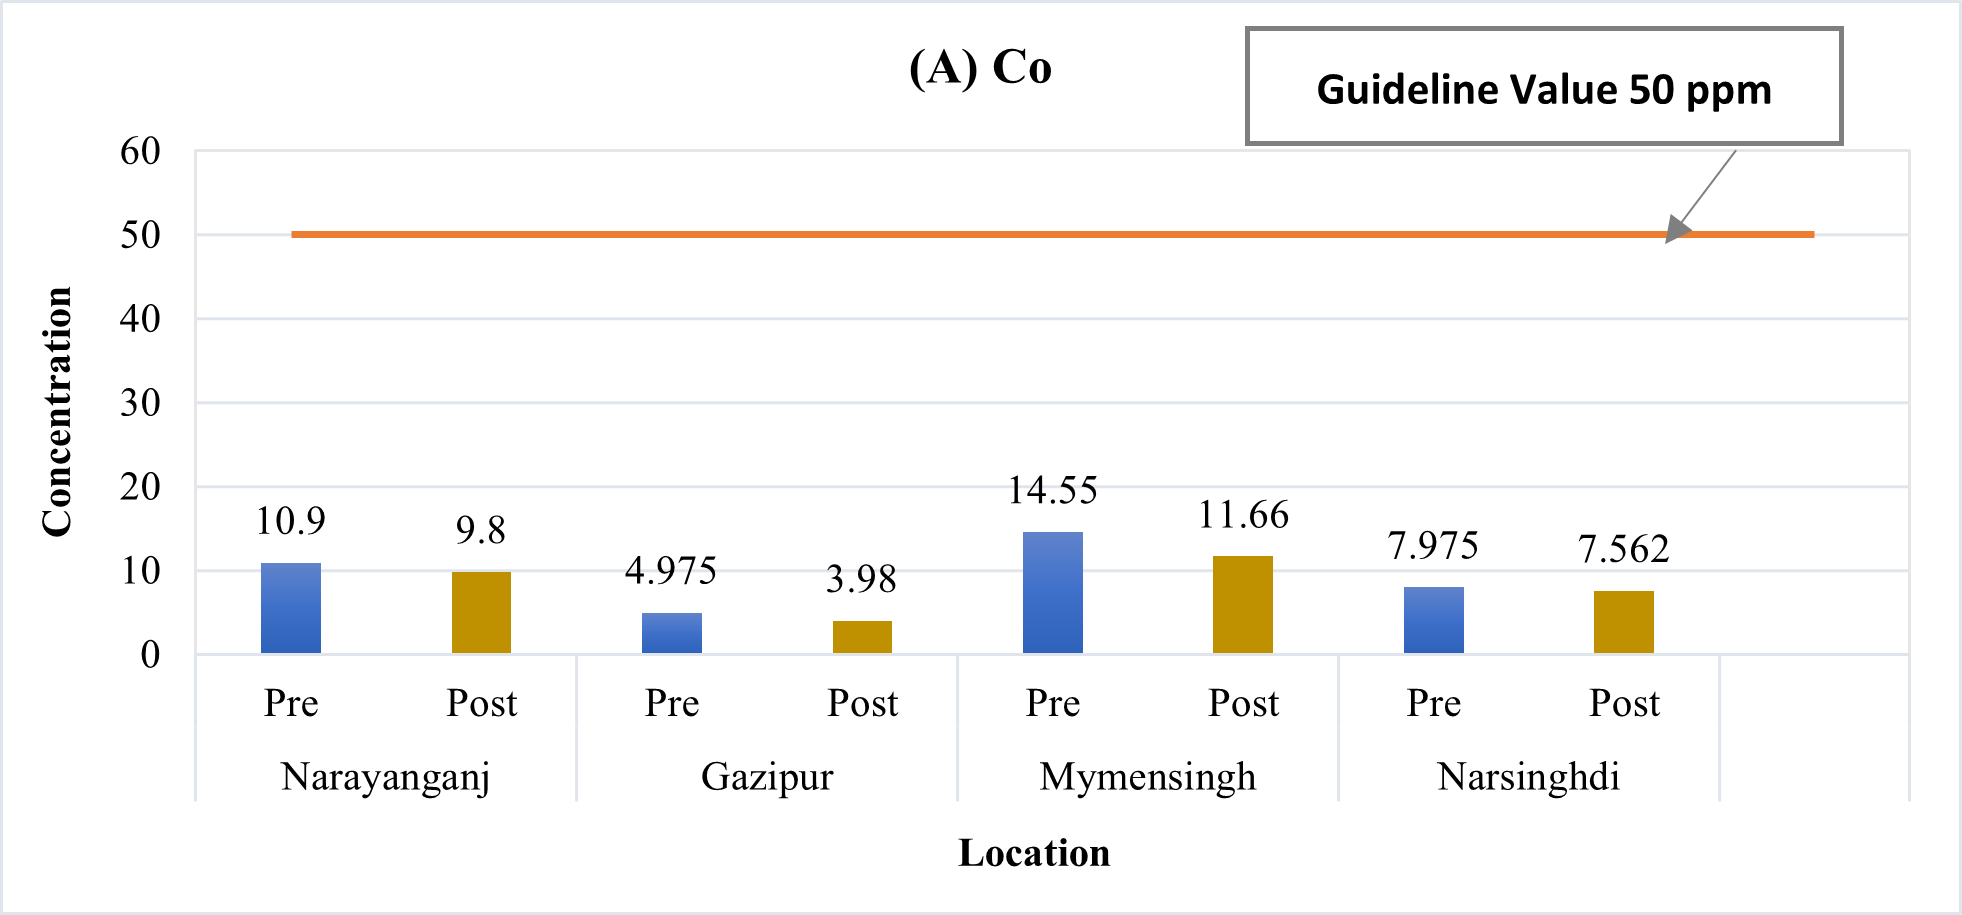 (A) Co
Guideline Value 50 ppm
60
50
40
30
20
10
0
Concentration
10.9
9.8
4.975
3.98
14.55
11.66
7.975
7.562
Pre Post Pre Post Pre Post Pre Post
Narayanganj Gazipur Mymensingh Narsinghdi
Location